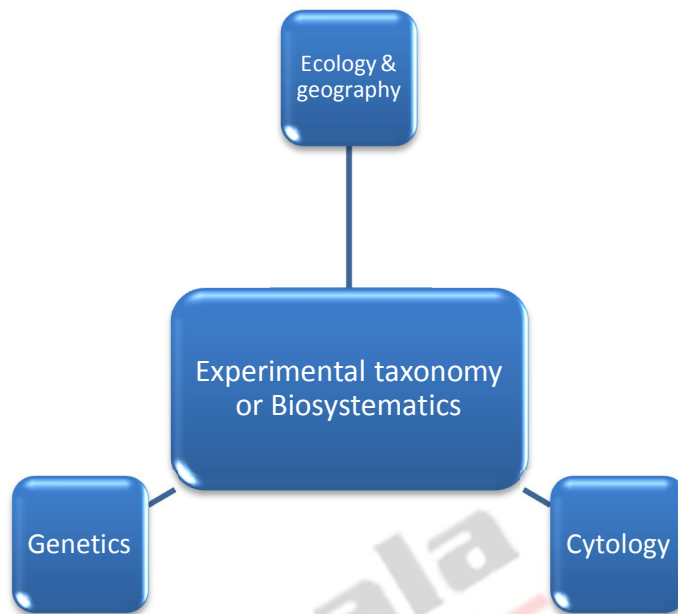 Ecology &
geography
Experimental taxonomy
or Biosystematics
Genetics
Cytology